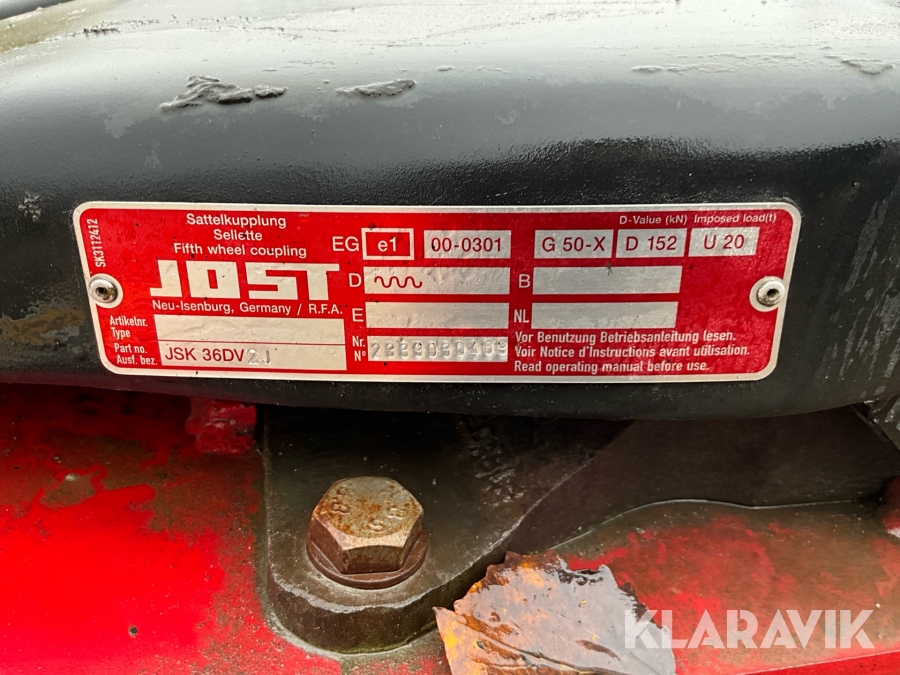 SK3112412
Sattelkupplung
Sellette
Fifth wheel coupling
JOST
Neu-Isenburg, Germany / R.F.A.
Artikelnr.
Type
Part no.
Ausf. bez.
JSK 36DV2J
D-Value (kN) Imposed load(t)
EG e1 00-0301 G 50-X D 152 U 20
D B
E NL
Nr.
N°
Vor Benutzung Betriebsanleitung lesen.
Voir Notice d'Instructions avant utilisation.
Read operating manual before use.
KLARAVIK